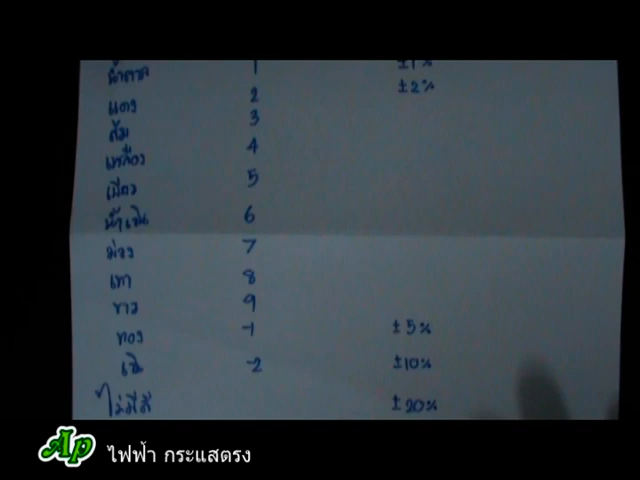 น้ำตาล 1 ±1%
แดง 2 ±2%
ส้ม 3
เหลือง 4
เขียว 5
น้ำเงิน 6
ม่วง 7
เทา 8
ขาว 9
ทอง -1 ±5%
เงิน -2 ±10%
ไม่มีสี ±20%
Ap ไฟฟ้า กระแสตรง